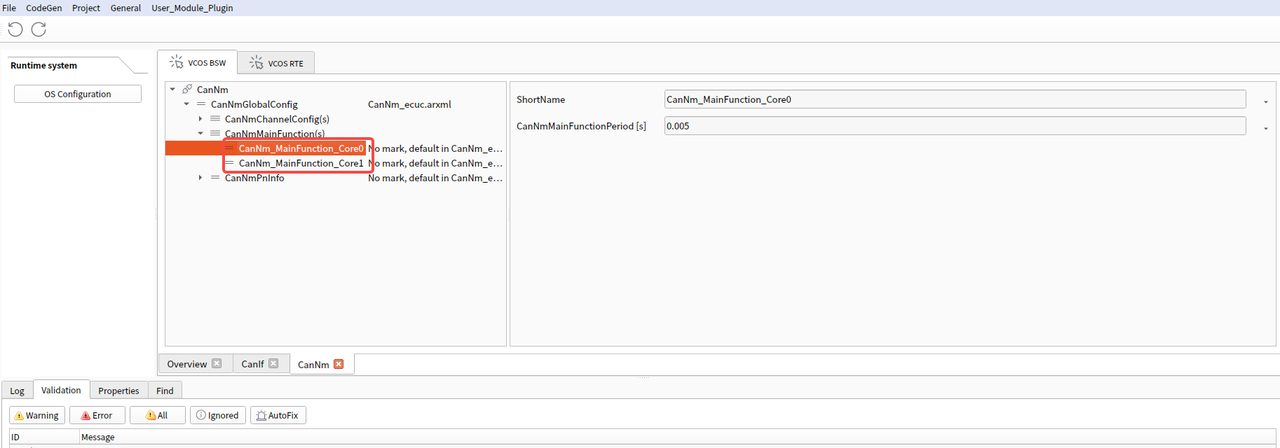 File CodeGen Project General User_Module_Plugin
Runtime system
OS Configuration
VCOS BSW VCOS RTE
CanNm
CanNmGlobalConfig CanNm_ecuc.arxml
CanNmChannelConfig(s)
CanNmMainFunction(s)
CanNm_MainFunction_Core0 No mark, default in CanNm_e...
CanNm_MainFunction_Core1 No mark, default in CanNm_e...
CanNmPnInfo No mark, default in CanNm_e...
ShortName CanNm_MainFunction_Core0
CanNmMainFunctionPeriod [s] 0.005
Overview CanIf CanNm
Log Validation Properties Find
Warning Error All Ignored AutoFix
ID Message